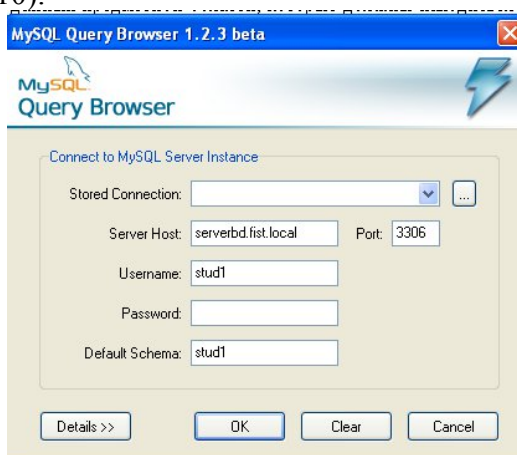 10).
MySQL Query Browser 1.2.3 beta
MySQL
Query Browser
Connect to MySQL Server Instance
Stored Connection:
...
Server Host: serverbd.fist.local Port: 3306
Username: stud1
Password:
Default Schema: stud1
Details >> OK Clear Cancel